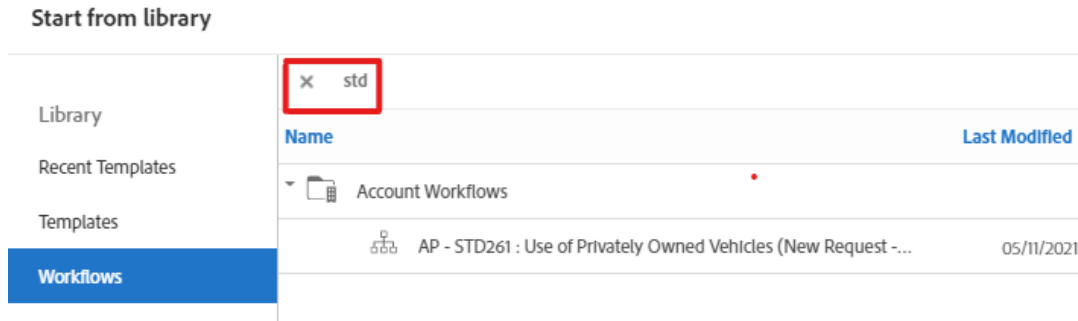 Start from library
std
Library
Name
Last Modified
Recent Templates
Account Workflows
Templates
AP - STD261 : Use of Privately Owned Vehicles (New Request -...
05/11/2021
Workflows